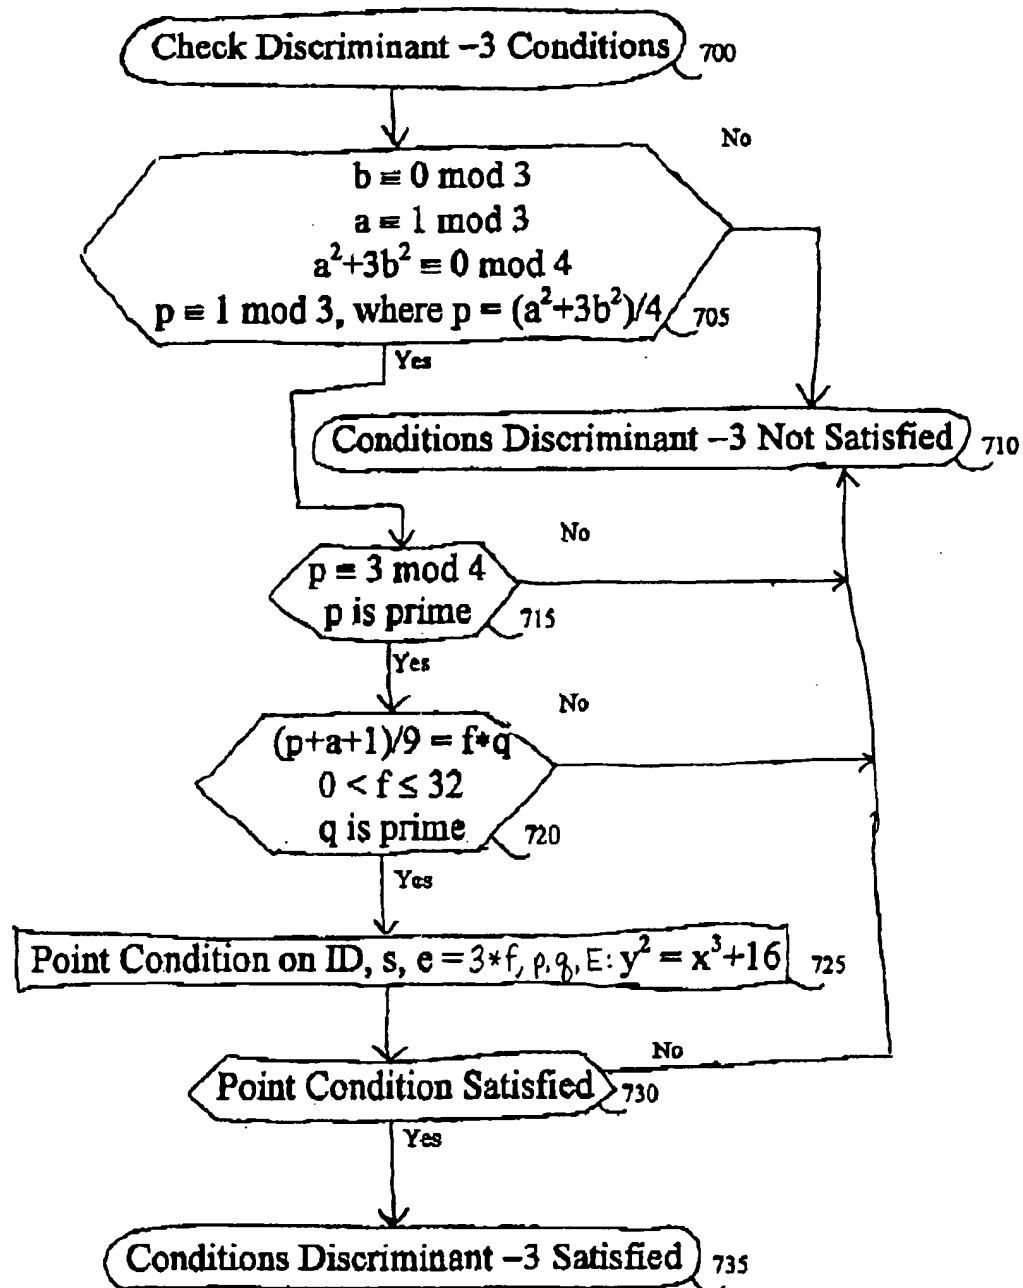 Check Discriminant –3 Conditions 700
No
b ≡ 0 mod 3
a ≡ 1 mod 3
a²+3b² ≡ 0 mod 4
p ≡ 1 mod 3, where p = (a²+3b²)/4 705
Yes
Conditions Discriminant –3 Not Satisfied 710
No
p ≡ 3 mod 4
p is prime 715
Yes
No
(p+a+1)/9 = f*q
0 < f ≤ 32
q is prime 720
Yes
Point Condition on ID, s, e = 3*f, p, q, E: y² = x³+16 725
No
Point Condition Satisfied 730
Yes
Conditions Discriminant –3 Satisfied 735